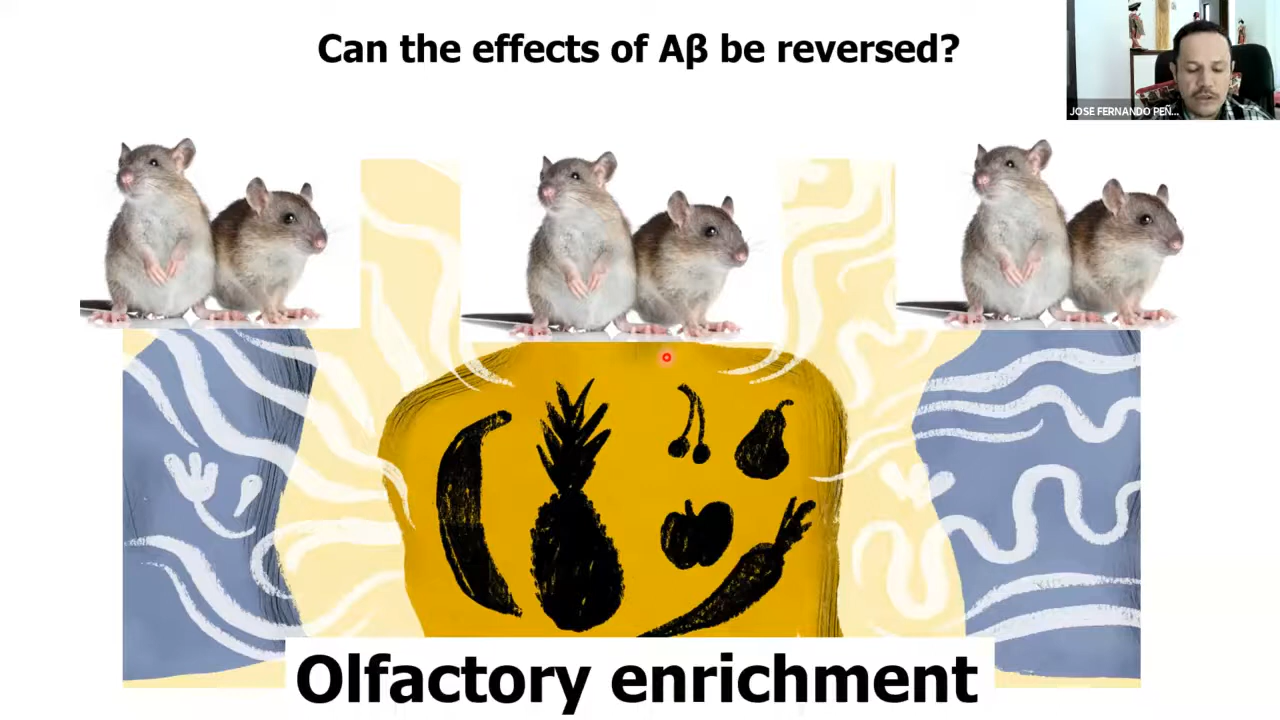 Can the effects of Aβ be reversed?
JOSE FERNANDO PEÑ...
Olfactory enrichment